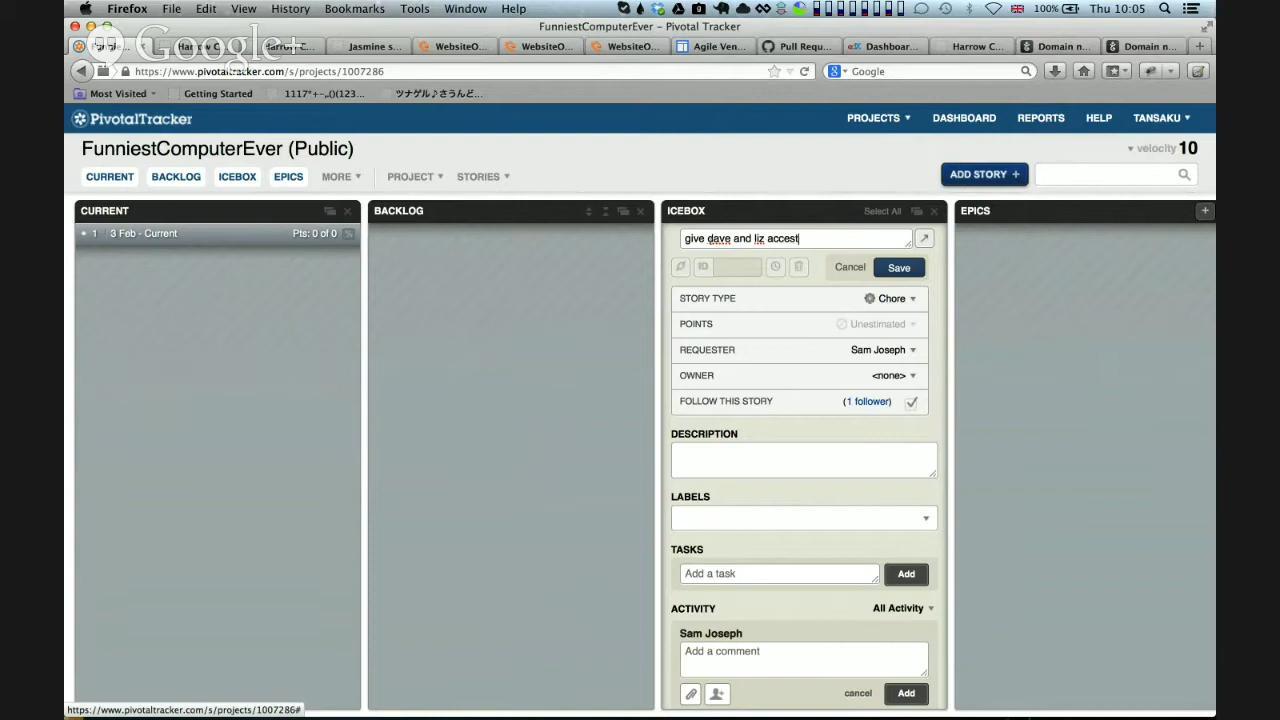 Firefox File Edit View History Bookmarks Tools Window Help 100% Thu 10:05
FunniestComputerEver – Pivotal Tracker
Google+
Jasmine s... WebsiteO... WebsiteO... WebsiteO... Agile Ven... Pull Requ... Dashboar... Harrow C... Domain n... Domain n...
https://www.pivotaltracker.com/s/projects/1007286 Google
Most Visited Getting Started 1117*+-,.()(123... ツナゲル♪さうんど...
PivotalTracker PROJECTS DASHBOARD REPORTS HELP TANSAKU
FunniestComputerEver (Public) velocity 10
CURRENT BACKLOG ICEBOX EPICS MORE PROJECT STORIES ADD STORY +
CURRENT BACKLOG ICEBOX Select All EPICS +
1 3 Feb - Current Pts: 0 of 0
give dave and liz accest
ID Cancel Save
STORY TYPE Chore
POINTS Unestimated
REQUESTER Sam Joseph
OWNER <none>
FOLLOW THIS STORY (1 follower)
DESCRIPTION
LABELS
TASKS
Add a task Add
ACTIVITY All Activity
Sam Joseph
Add a comment
cancel Add
https://www.pivotaltracker.com/s/projects/1007286#